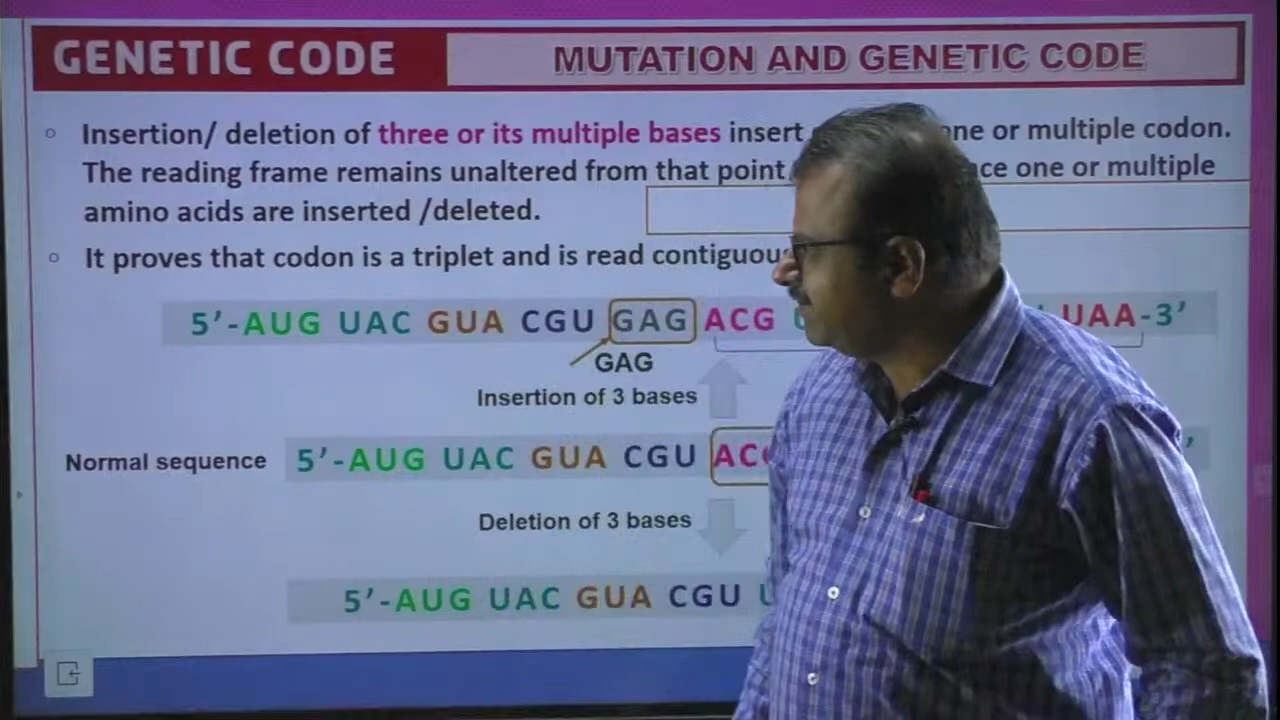 GENETIC CODE
MUTATION AND GENETIC CODE
Insertion/ deletion of three or its multiple bases insert one or multiple codon.
The reading frame remains unaltered from that point one or multiple
amino acids are inserted /deleted.
It proves that codon is a triplet and is read
5’-AUG UAC GUA CGU GAG ACG UAA-3’
GAG
Insertion of 3 bases
Normal sequence 5’-AUG UAC GUA CGU
Deletion of 3 bases
5’-AUG UAC GUA CGU